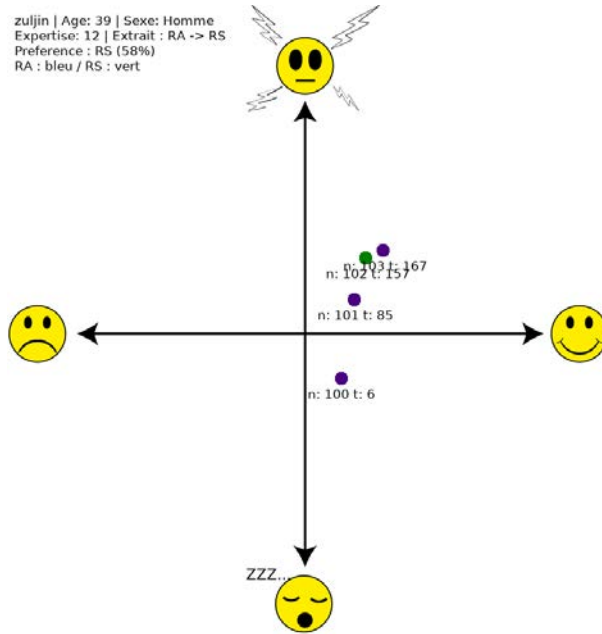 zuljin | Age: 39 | Sexe: Homme
Expertise: 12 | Extrait : RA -> RS
Preference : RS (58%)
RA : bleu / RS : vert
n: 103 t: 167
n: 102 t: 157
n: 101 t: 85
n: 100 t: 6
ZZZ...